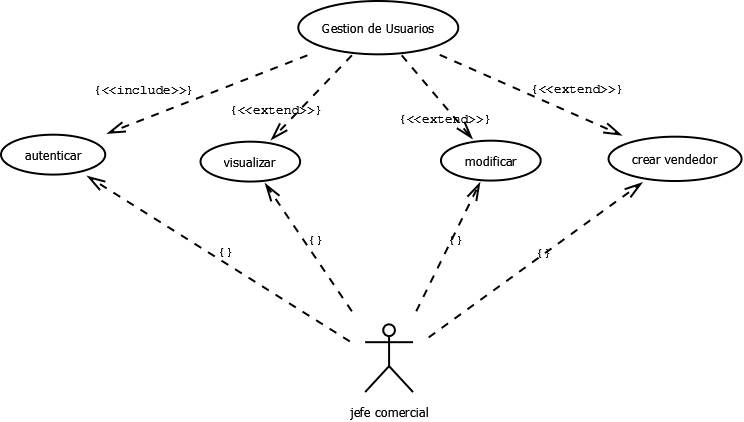 Gestion de Usuarios
{<<include>>}
{<<extend>>}
{<<extend>>}
{<<extend>>}
autenticar
visualizar
modificar
crear vendedor
{}
{}
{}
{}
jefe comercial